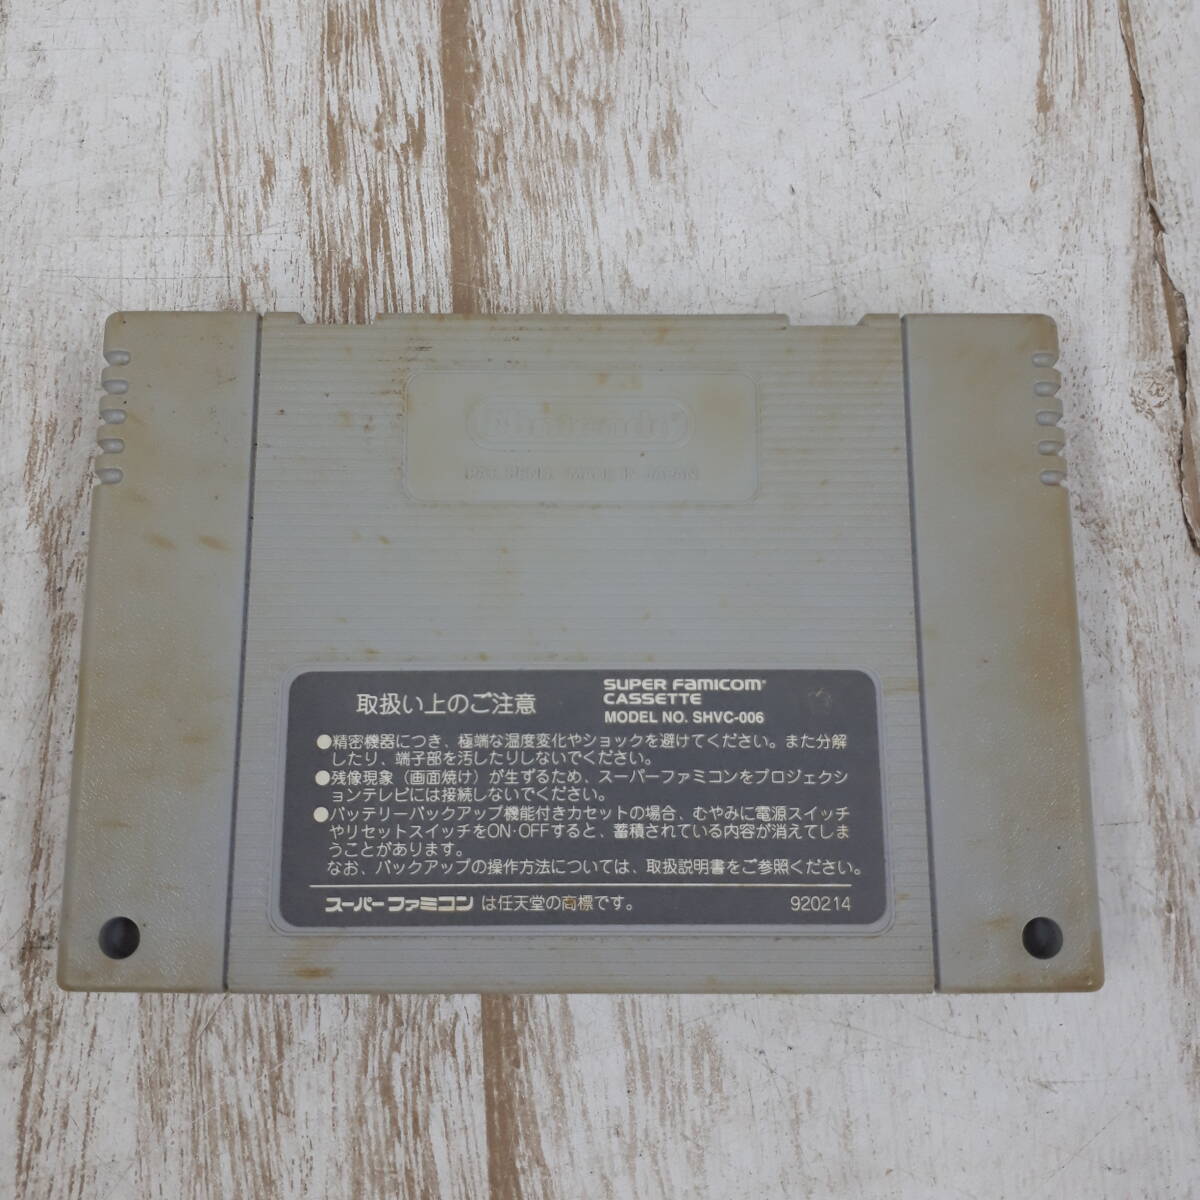 Nintendo
PAT. PEND. MADE IN JAPAN
取扱い上のご注意
SUPER FAMICOM
CASSETTE
MODEL NO. SHVC-006
●精密機器につき、極端な温度変化やショックを避けてください。また分解
したり、端子部を汚したりしないでください。
●残像現象（画面焼け）が生ずるため、スーパーファミコンをプロジェクシ
ョンテレビには接続しないでください。
●バッテリーバックアップ機能付きカセットの場合、むやみに電源スイッチ
やリセットスイッチをON・OFFすると、蓄積されている内容が消えてしま
うことがあります。
なお、バックアップの操作方法については、取扱説明書をご参照ください。
スーパーファミコン は任天堂の商標です。
920214